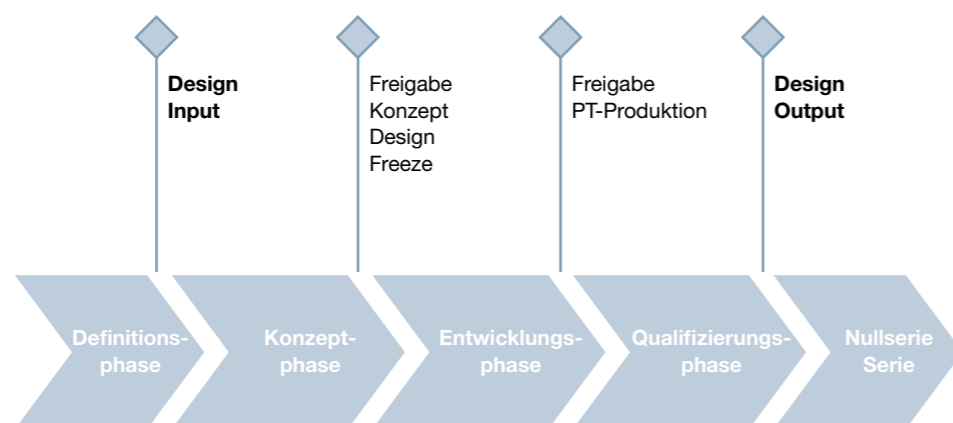 Design
Input
Freigabe
Konzept
Design
Freeze
Freigabe
PT-Produktion
Design
Output
Definitions-
phase
Konzept-
phase
Entwicklungs-
phase
Qualifizierungs-
phase
Nullserie
Serie